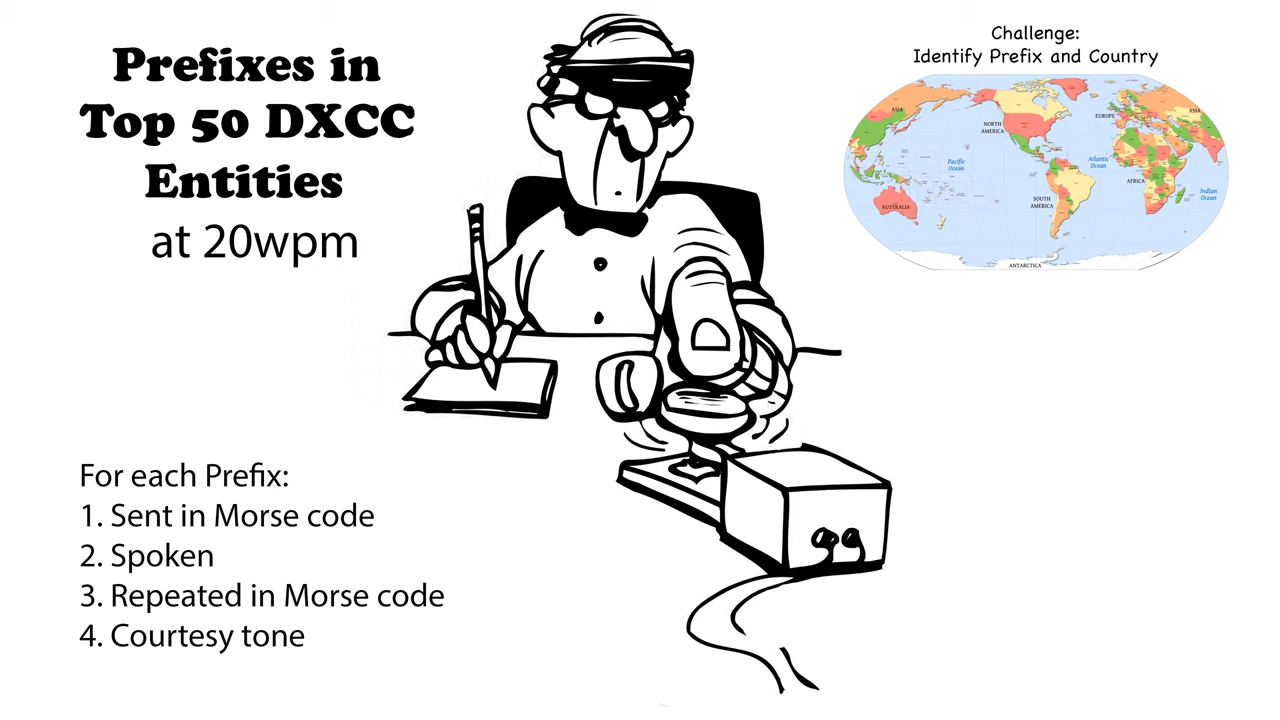 Prefixes in
Top 50 DXCC
Entities
at 20wpm
Challenge:
Identify Prefix and Country
ASIA
NORTH
AMERICA
EUROPE
ASIA
Pacific
Ocean
Atlantic
Ocean
AFRICA
SOUTH
AMERICA
Indian
Ocean
AUSTRALIA
ANTARCTICA
For each Prefix:
1. Sent in Morse code
2. Spoken
3. Repeated in Morse code
4. Courtesy tone